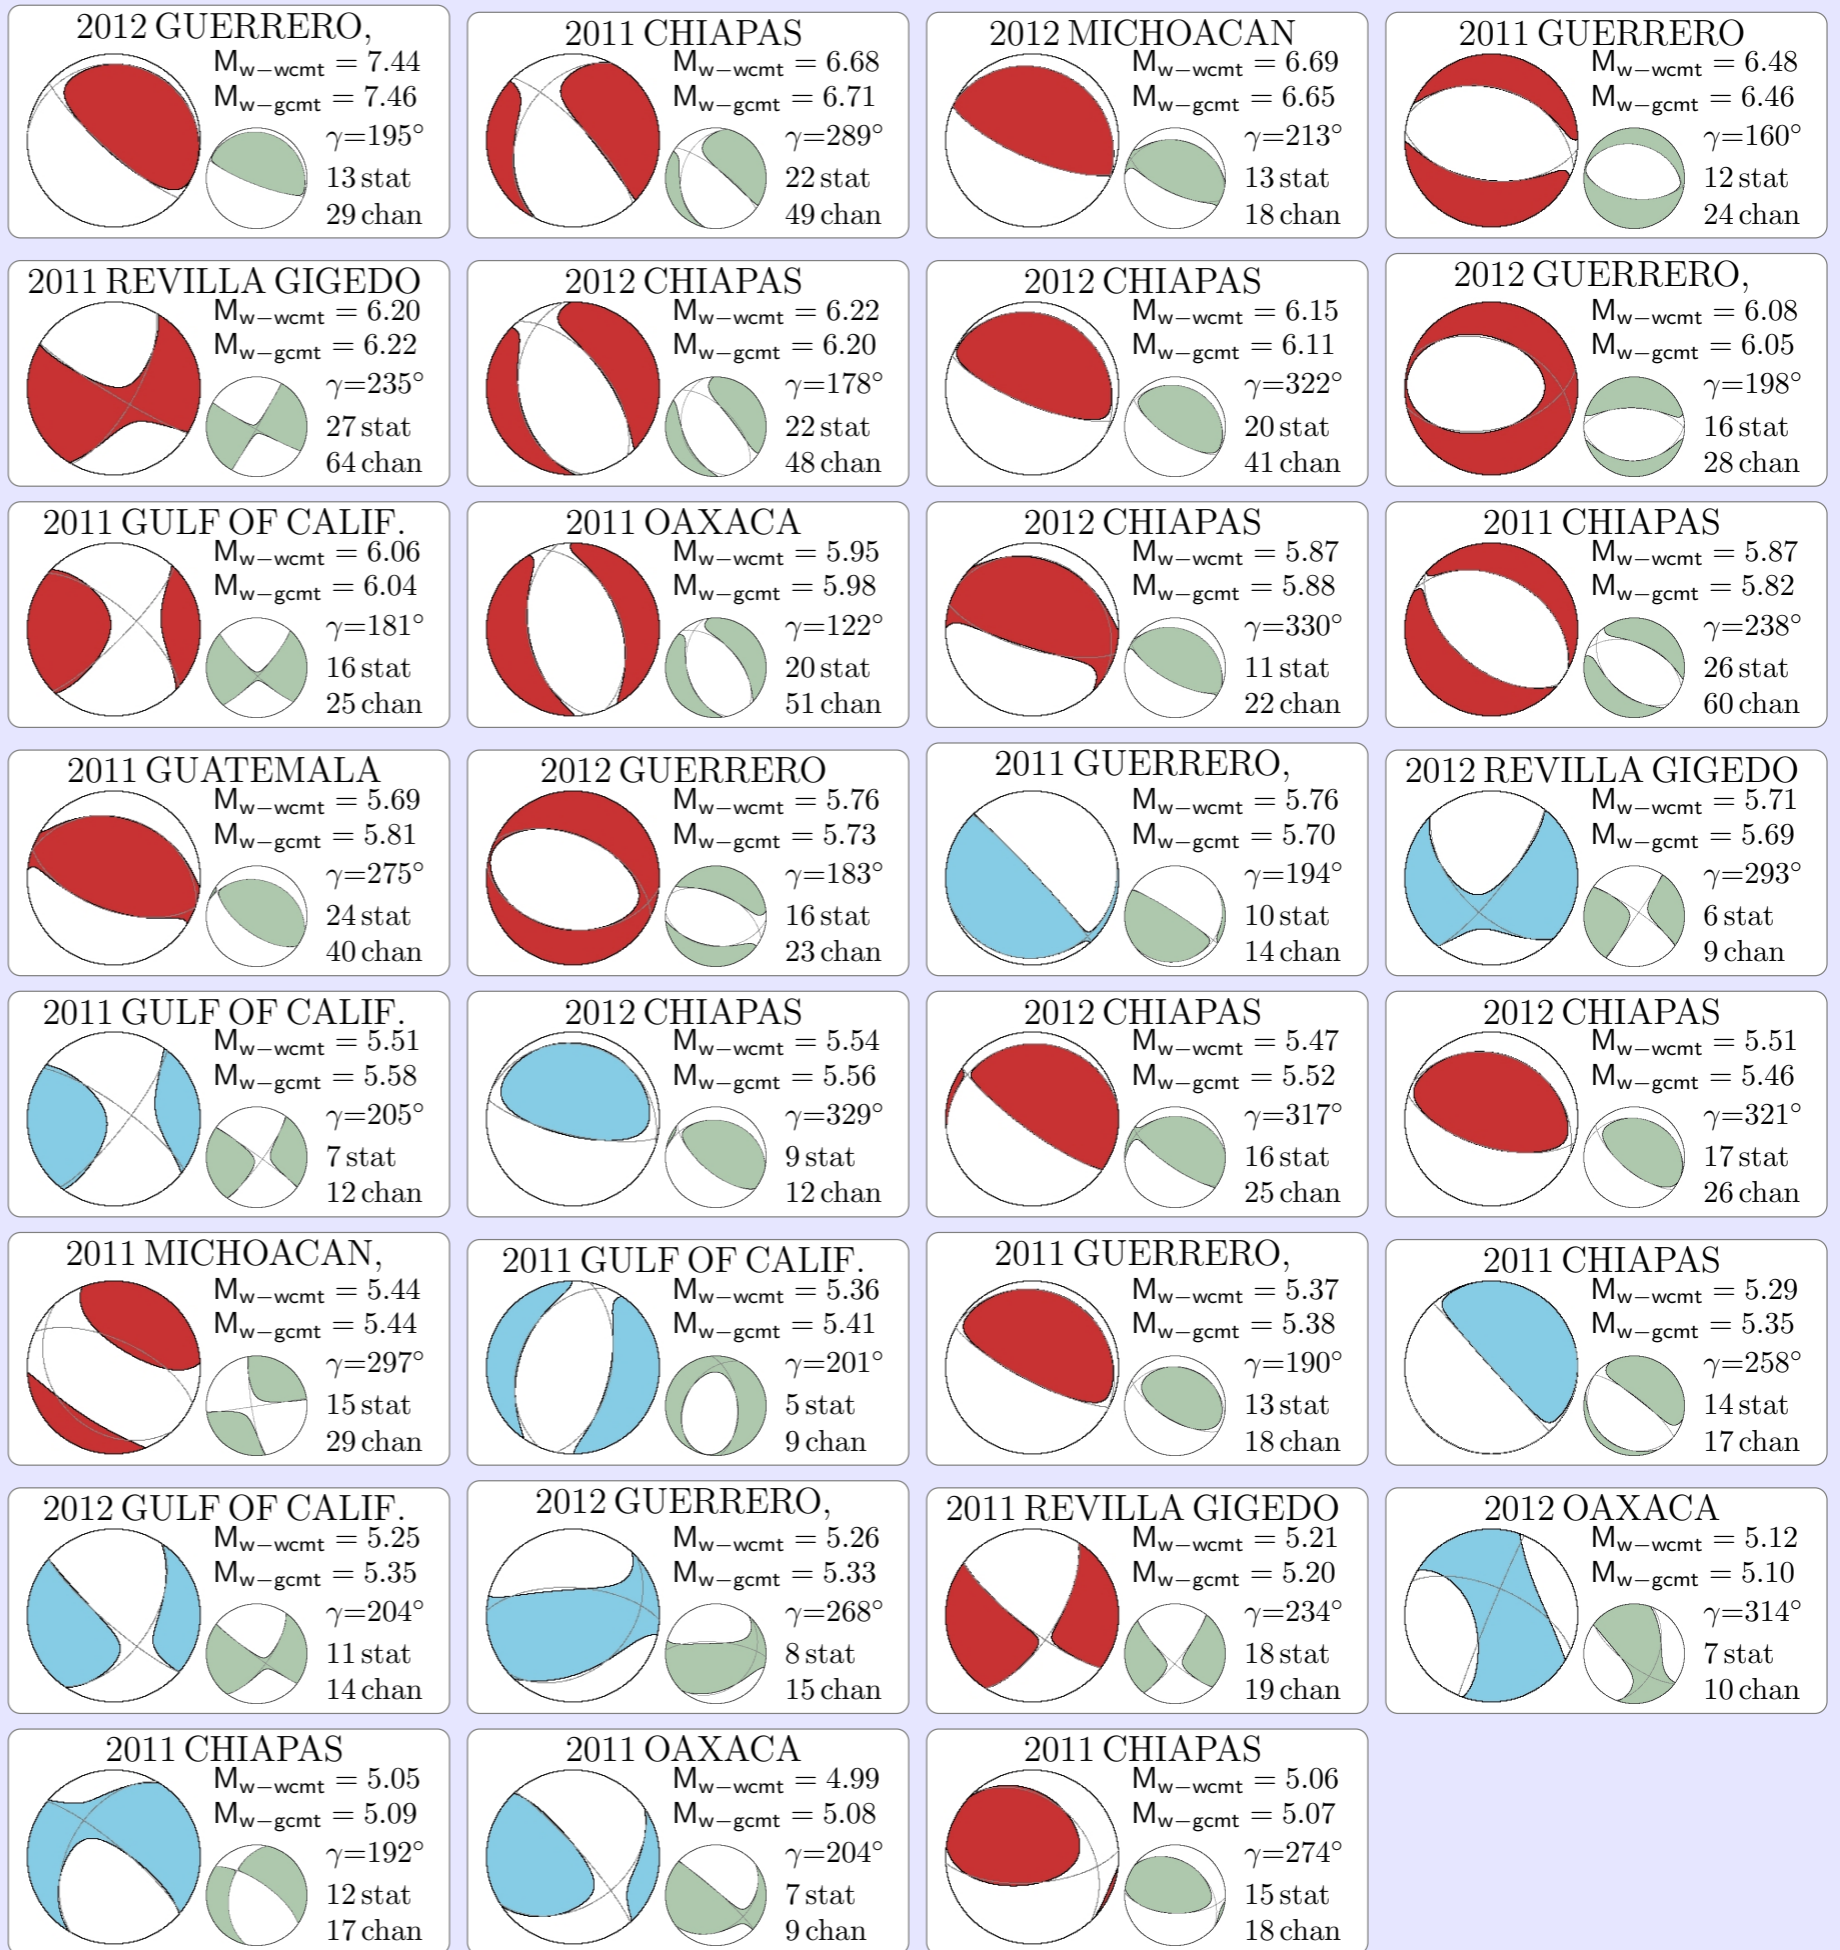 2012 GUERRERO,
Mw−wcmt = 7.44
Mw−gcmt = 7.46
γ=195°
13 stat
29 chan
2011 CHIAPAS
Mw−wcmt = 6.68
Mw−gcmt = 6.71
γ=289°
22 stat
49 chan
2012 MICHOACAN
Mw−wcmt = 6.69
Mw−gcmt = 6.65
γ=213°
13 stat
18 chan
2011 GUERRERO
Mw−wcmt = 6.48
Mw−gcmt = 6.46
γ=160°
12 stat
24 chan
2011 REVILLA GIGEDO
Mw−wcmt = 6.20
Mw−gcmt = 6.22
γ=235°
27 stat
64 chan
2012 CHIAPAS
Mw−wcmt = 6.22
Mw−gcmt = 6.20
γ=178°
22 stat
48 chan
2012 CHIAPAS
Mw−wcmt = 6.15
Mw−gcmt = 6.11
γ=322°
20 stat
41 chan
2012 GUERRERO,
Mw−wcmt = 6.08
Mw−gcmt = 6.05
γ=198°
16 stat
28 chan
2011 GULF OF CALIF.
Mw−wcmt = 6.06
Mw−gcmt = 6.04
γ=181°
16 stat
25 chan
2011 OAXACA
Mw−wcmt = 5.95
Mw−gcmt = 5.98
γ=122°
20 stat
51 chan
2012 CHIAPAS
Mw−wcmt = 5.87
Mw−gcmt = 5.88
γ=330°
11 stat
22 chan
2011 CHIAPAS
Mw−wcmt = 5.87
Mw−gcmt = 5.82
γ=238°
26 stat
60 chan
2011 GUATEMALA
Mw−wcmt = 5.69
Mw−gcmt = 5.81
γ=275°
24 stat
40 chan
2012 GUERRERO
Mw−wcmt = 5.76
Mw−gcmt = 5.73
γ=183°
16 stat
23 chan
2011 GUERRERO,
Mw−wcmt = 5.76
Mw−gcmt = 5.70
γ=194°
10 stat
14 chan
2012 REVILLA GIGEDO
Mw−wcmt = 5.71
Mw−gcmt = 5.69
γ=293°
6 stat
9 chan
2011 GULF OF CALIF.
Mw−wcmt = 5.51
Mw−gcmt = 5.58
γ=205°
7 stat
12 chan
2012 CHIAPAS
Mw−wcmt = 5.54
Mw−gcmt = 5.56
γ=329°
9 stat
12 chan
2012 CHIAPAS
Mw−wcmt = 5.47
Mw−gcmt = 5.52
γ=317°
16 stat
25 chan
2012 CHIAPAS
Mw−wcmt = 5.51
Mw−gcmt = 5.46
γ=321°
17 stat
26 chan
2011 MICHOACAN,
Mw−wcmt = 5.44
Mw−gcmt = 5.44
γ=297°
15 stat
29 chan
2011 GULF OF CALIF.
Mw−wcmt = 5.36
Mw−gcmt = 5.41
γ=201°
5 stat
9 chan
2011 GUERRERO,
Mw−wcmt = 5.37
Mw−gcmt = 5.38
γ=190°
13 stat
18 chan
2011 CHIAPAS
Mw−wcmt = 5.29
Mw−gcmt = 5.35
γ=258°
14 stat
17 chan
2012 GULF OF CALIF.
Mw−wcmt = 5.25
Mw−gcmt = 5.35
γ=204°
11 stat
14 chan
2012 GUERRERO,
Mw−wcmt = 5.26
Mw−gcmt = 5.33
γ=268°
8 stat
15 chan
2011 REVILLA GIGEDO
Mw−wcmt = 5.21
Mw−gcmt = 5.20
γ=234°
18 stat
19 chan
2012 OAXACA
Mw−wcmt = 5.12
Mw−gcmt = 5.10
γ=314°
7 stat
10 chan
2011 CHIAPAS
Mw−wcmt = 5.05
Mw−gcmt = 5.09
γ=192°
12 stat
17 chan
2011 OAXACA
Mw−wcmt = 4.99
Mw−gcmt = 5.08
γ=204°
7 stat
9 chan
2011 CHIAPAS
Mw−wcmt = 5.06
Mw−gcmt = 5.07
γ=274°
15 stat
18 chan